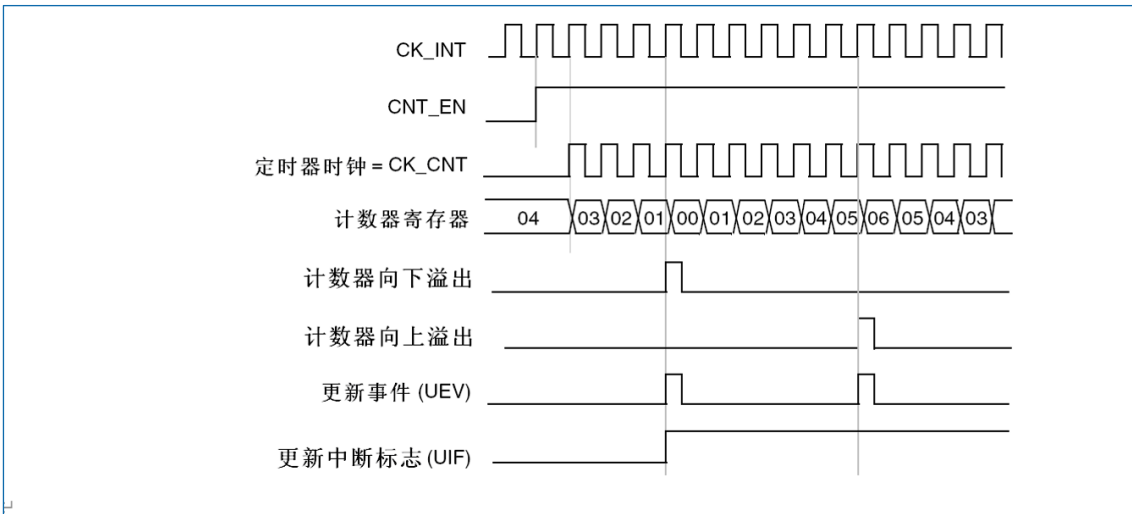 CK_INT
CNT_EN
定时器时钟 = CK_CNT
计数器寄存器 04 03 02 01 00 01 02 03 04 05 06 05 04 03
计数器向下溢出
计数器向上溢出
更新事件 (UEV)
更新中断标志 (UIF)